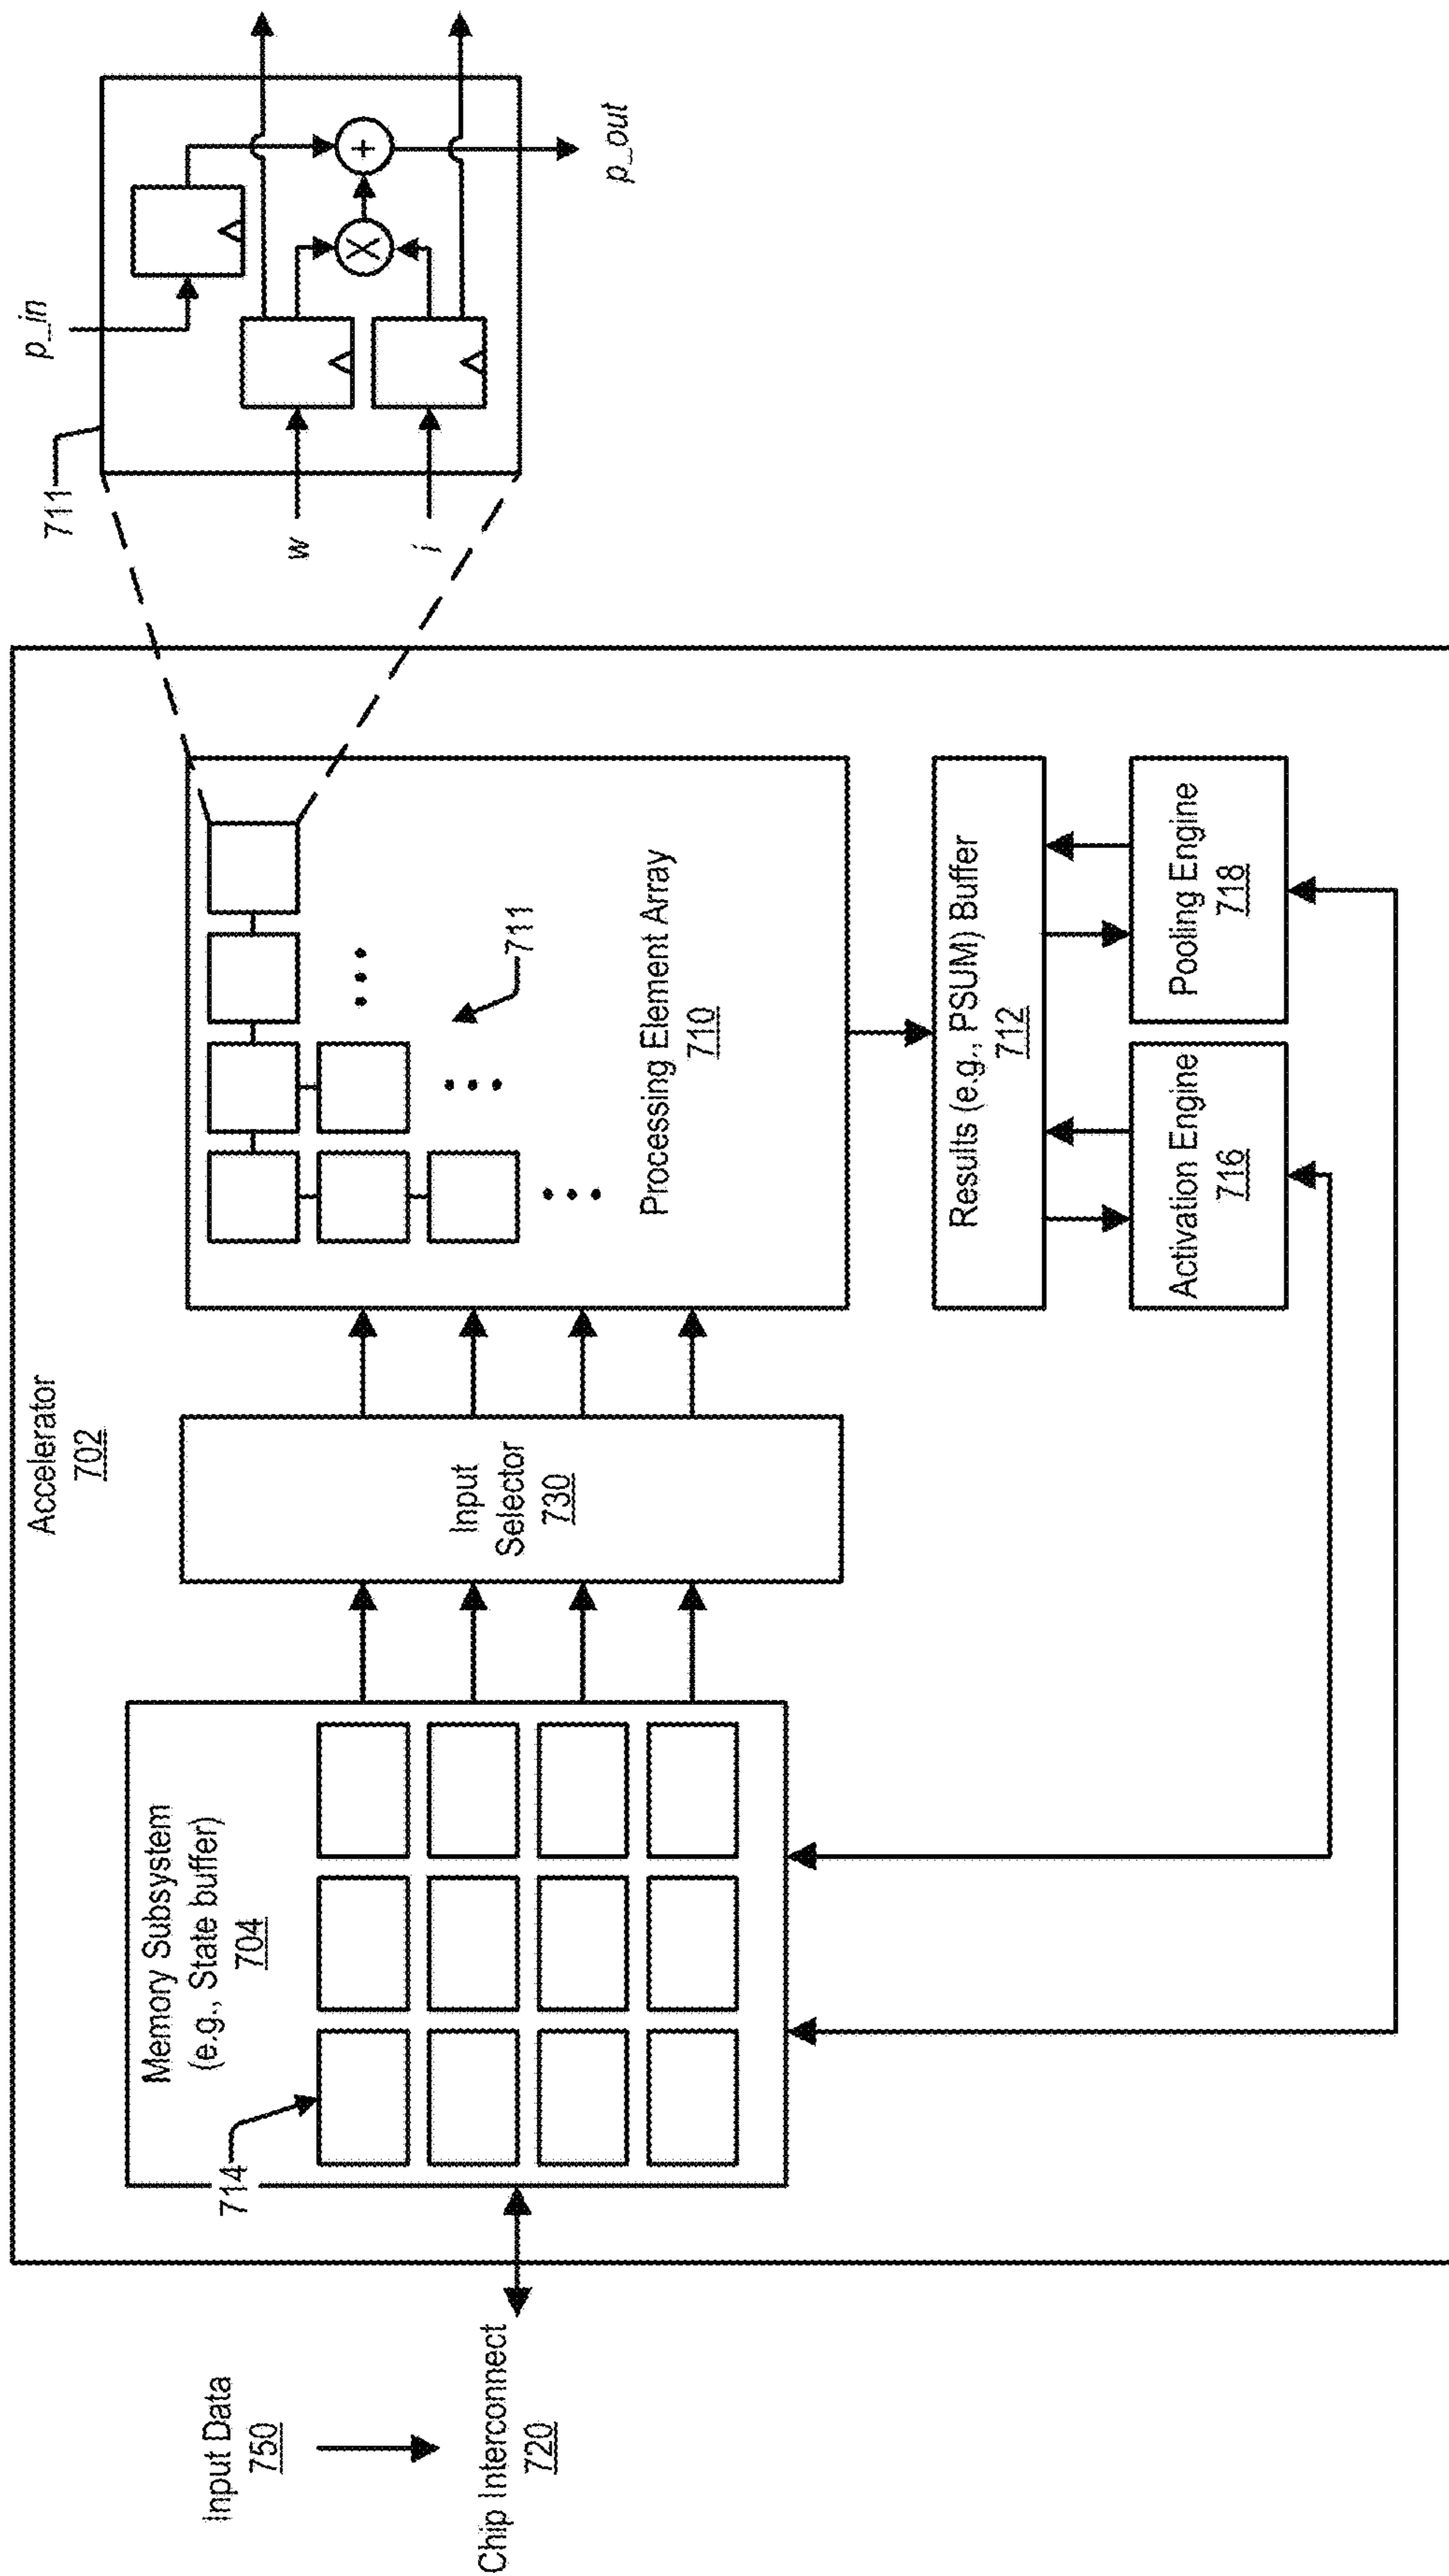 Accelerator
702
Input Data
750
Chip Interconnect
720
Memory Subsystem
(e.g., State buffer)
704
714
Input
Selector
730
711
Processing Element Array
710
Results (e.g., PSUM) Buffer
712
Activation Engine
716
Pooling Engine
718
711
p_in
w
i
X
+
p_out